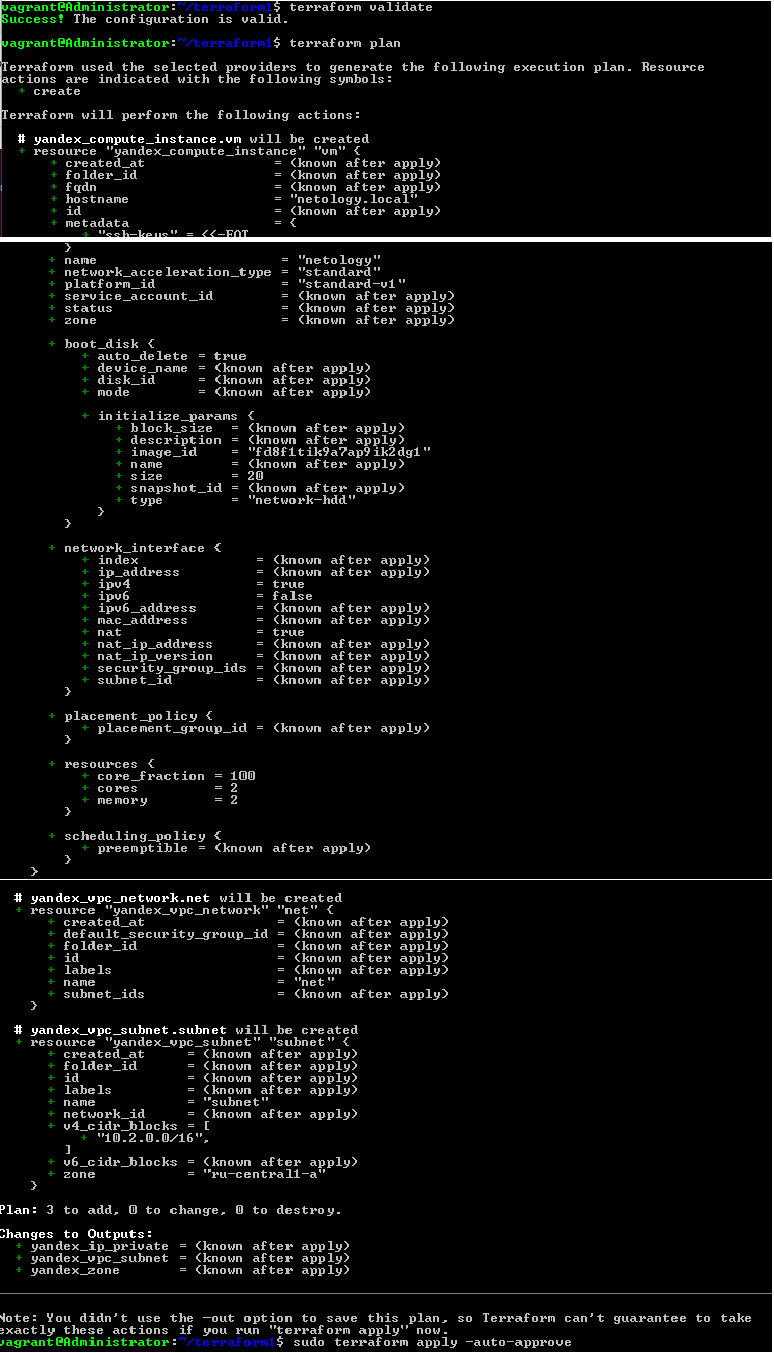 vagrant@Administrator:~/terraform1$ terraform validate
Success! The configuration is valid.
vagrant@Administrator:~/terraform1$ terraform plan
Terraform used the selected providers to generate the following execution plan. Resource
actions are indicated with the following symbols:
+ create
Terraform will perform the following actions:
# yandex_compute_instance.vm will be created
+ resource "yandex_compute_instance" "vm" {
+ created_at = (known after apply)
+ folder_id = (known after apply)
+ fqdn = (known after apply)
+ hostname = "netology.local"
+ id = (known after apply)
+ metadata = {
+ "ssh-keys" = <<-EOT
}
+ name = "netology"
+ network_acceleration_type = "standard"
+ platform_id = "standard-v1"
+ service_account_id = (known after apply)
+ status = (known after apply)
+ zone = (known after apply)
+ boot_disk {
+ auto_delete = true
+ device_name = (known after apply)
+ disk_id = (known after apply)
+ mode = (known after apply)
+ initialize_params {
+ block_size = (known after apply)
+ description = (known after apply)
+ image_id = "fd8f1tik9a7ap9ik2dg1"
+ name = (known after apply)
+ size = 20
+ snapshot_id = (known after apply)
+ type = "network-hdd"
}
}
+ network_interface {
+ index = (known after apply)
+ ip_address = (known after apply)
+ ipv4 = true
+ ipv6 = false
+ ipv6_address = (known after apply)
+ mac_address = (known after apply)
+ nat = true
+ nat_ip_address = (known after apply)
+ nat_ip_version = (known after apply)
+ security_group_ids = (known after apply)
+ subnet_id = (known after apply)
}
+ placement_policy {
+ placement_group_id = (known after apply)
}
+ resources {
+ core_fraction = 100
+ cores = 2
+ memory = 2
}
+ scheduling_policy {
+ preemptible = (known after apply)
}
}
# yandex_vpc_network.net will be created
+ resource "yandex_vpc_network" "net" {
+ created_at = (known after apply)
+ default_security_group_id = (known after apply)
+ folder_id = (known after apply)
+ id = (known after apply)
+ labels = (known after apply)
+ name = "net"
+ subnet_ids = (known after apply)
}
# yandex_vpc_subnet.subnet will be created
+ resource "yandex_vpc_subnet" "subnet" {
+ created_at = (known after apply)
+ folder_id = (known after apply)
+ id = (known after apply)
+ labels = (known after apply)
+ name = "subnet"
+ network_id = (known after apply)
+ v4_cidr_blocks = [
+ "10.2.0.0/16",
]
+ v6_cidr_blocks = (known after apply)
+ zone = "ru-central1-a"
}
Plan: 3 to add, 0 to change, 0 to destroy.
Changes to Outputs:
+ yandex_ip_private = (known after apply)
+ yandex_vpc_subnet = (known after apply)
+ yandex_zone = (known after apply)
Note: You didn't use the -out option to save this plan, so Terraform can't guarantee to take
exactly these actions if you run "terraform apply" now.
vagrant@Administrator:~/terraform1$ sudo terraform apply -auto-approve